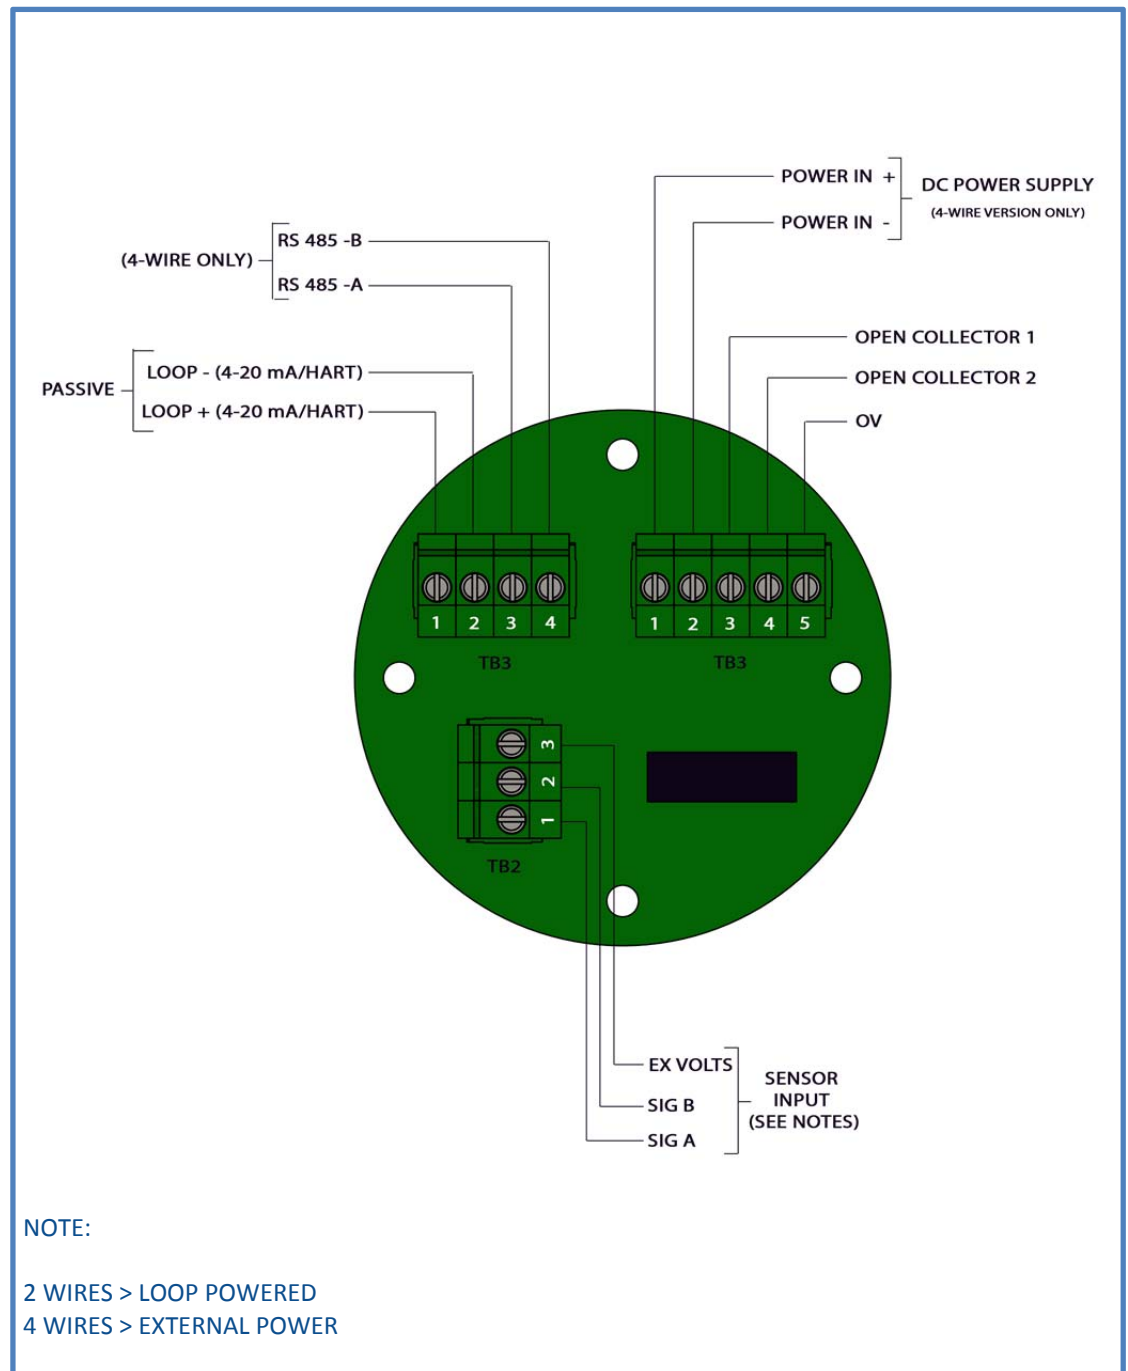 POWER IN +
DC POWER SUPPLY
(4-WIRE VERSION ONLY)
POWER IN -
RS 485 -B
(4-WIRE ONLY)
RS 485 -A
OPEN COLLECTOR 1
LOOP - (4-20 mA/HART)
OPEN COLLECTOR 2
PASSIVE
LOOP + (4-20 mA/HART)
OV
1 2 3 4
1 2 3 4 5
TB3
TB3
3
2
1
TB2
EX VOLTS
SIG B
SIG A
SENSOR
INPUT
(SEE NOTES)
NOTE:
2 WIRES > LOOP POWERED
4 WIRES > EXTERNAL POWER